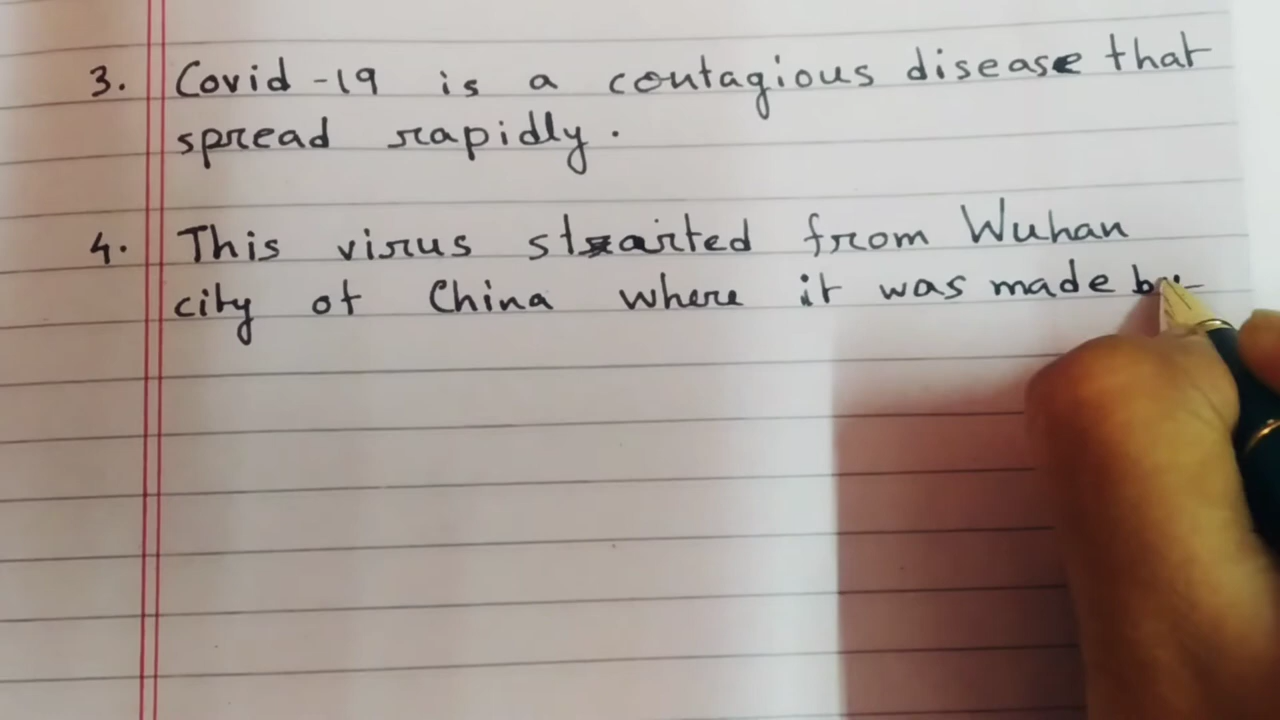 3. Covid-19 is a contagious disease that
spread rapidly.
4. This virus started from Wuhan
city of China where it was made